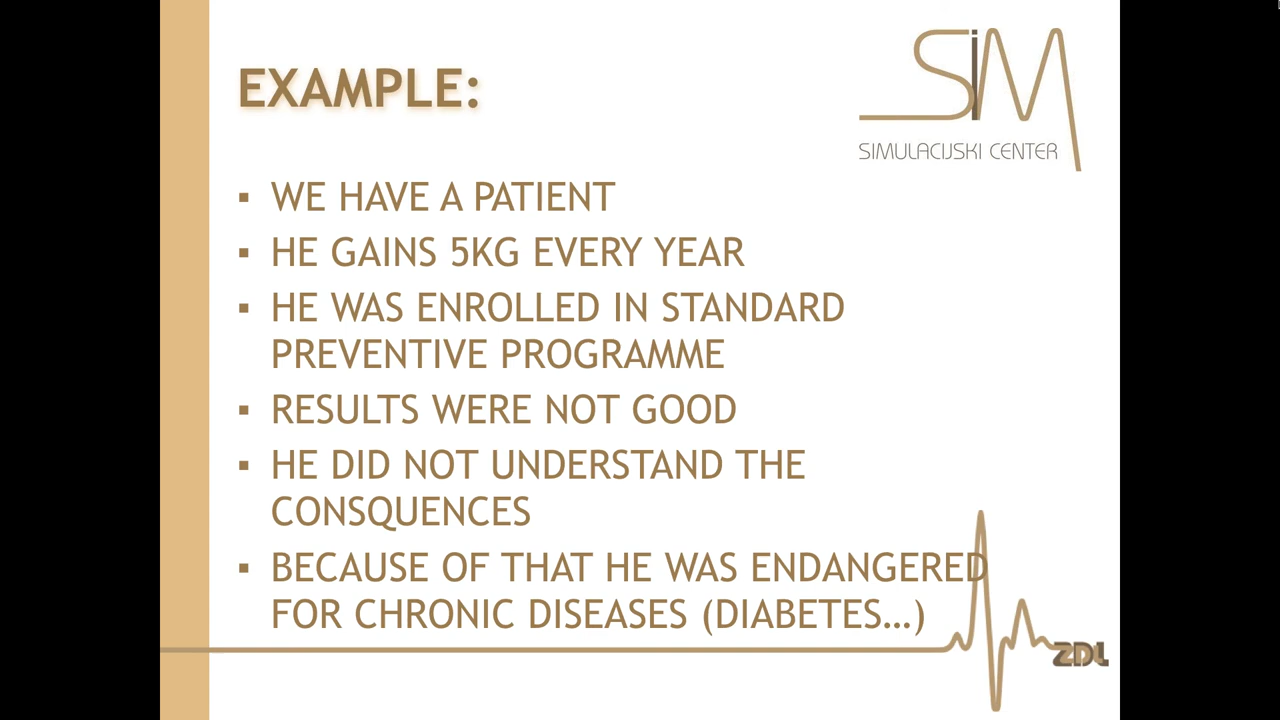 SiM
SIMULACIJSKI CENTER
EXAMPLE:
▪ WE HAVE A PATIENT
▪ HE GAINS 5KG EVERY YEAR
▪ HE WAS ENROLLED IN STANDARD
PREVENTIVE PROGRAMME
▪ RESULTS WERE NOT GOOD
▪ HE DID NOT UNDERSTAND THE
CONSQUENCES
▪ BECAUSE OF THAT HE WAS ENDANGERED
FOR CHRONIC DISEASES (DIABETES…)
ZDL